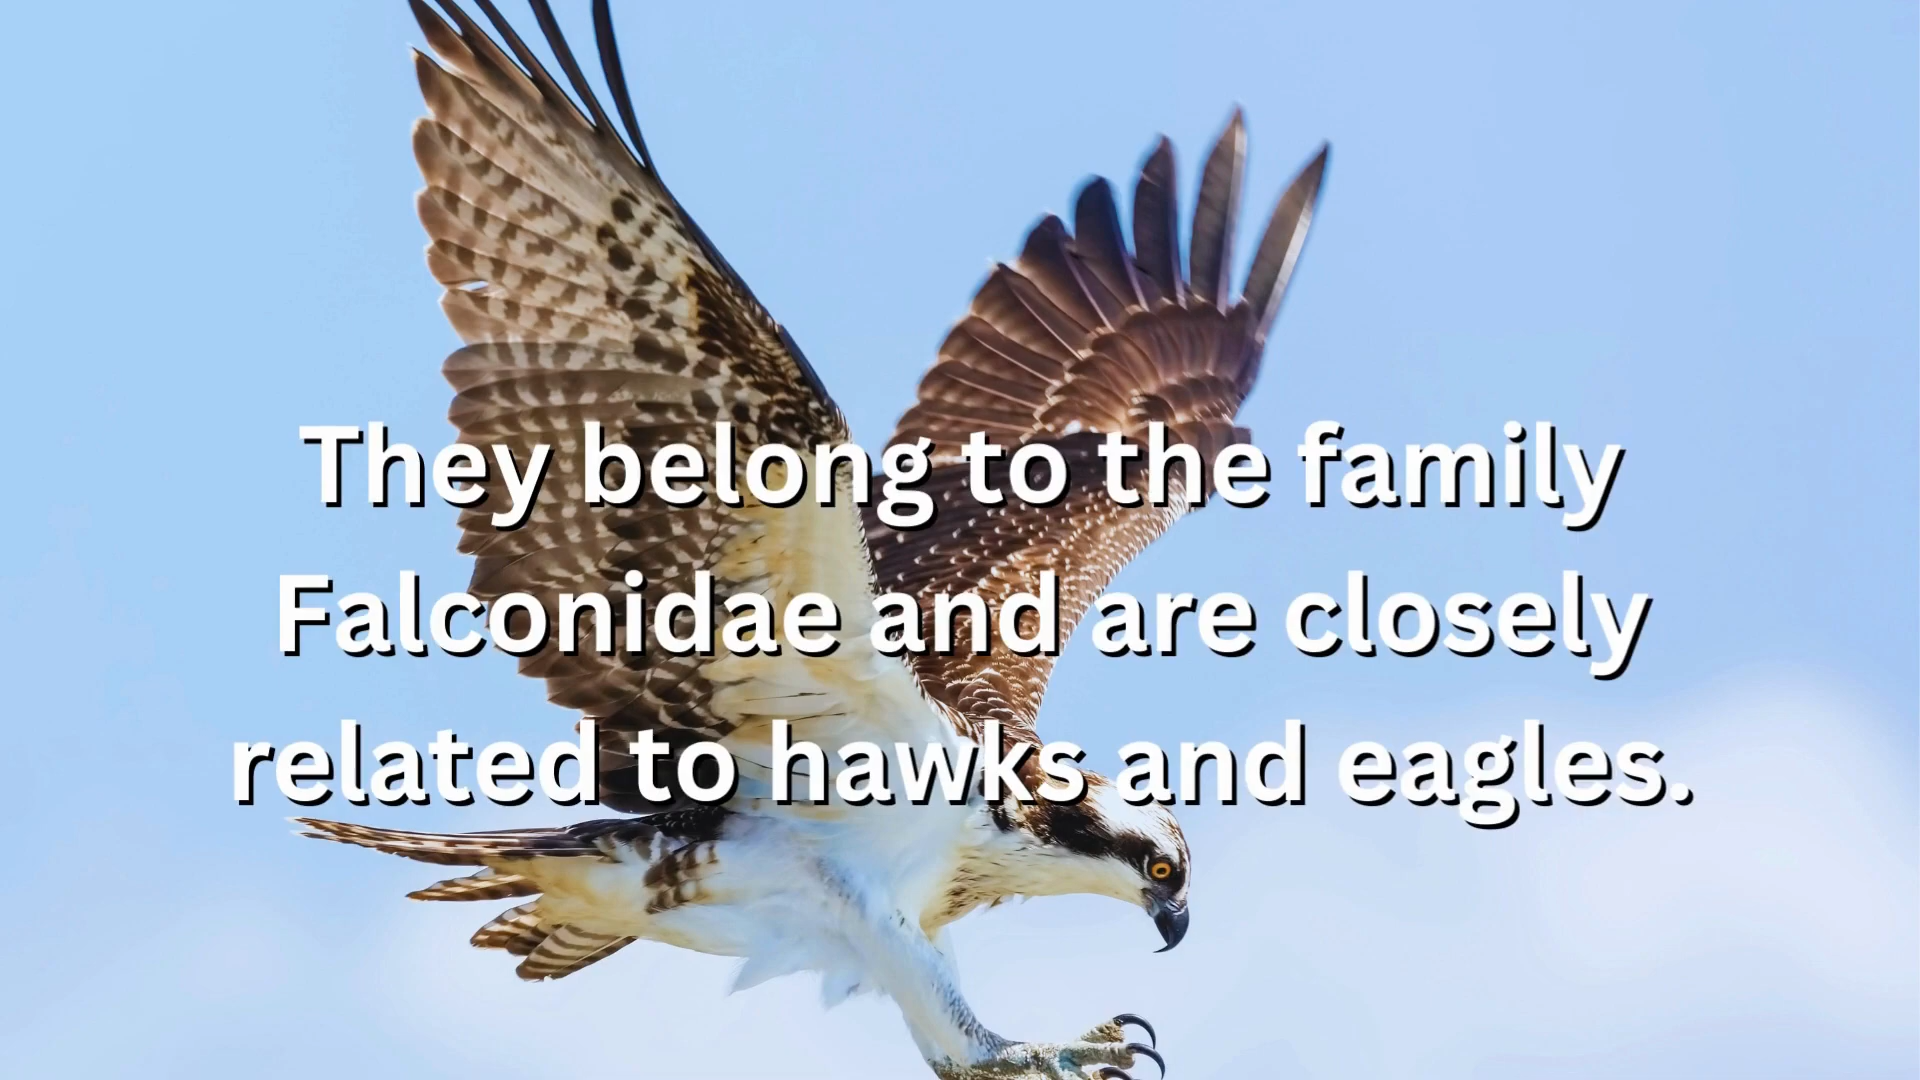 They belong to the family
Falconidae and are closely
related to hawks and eagles.